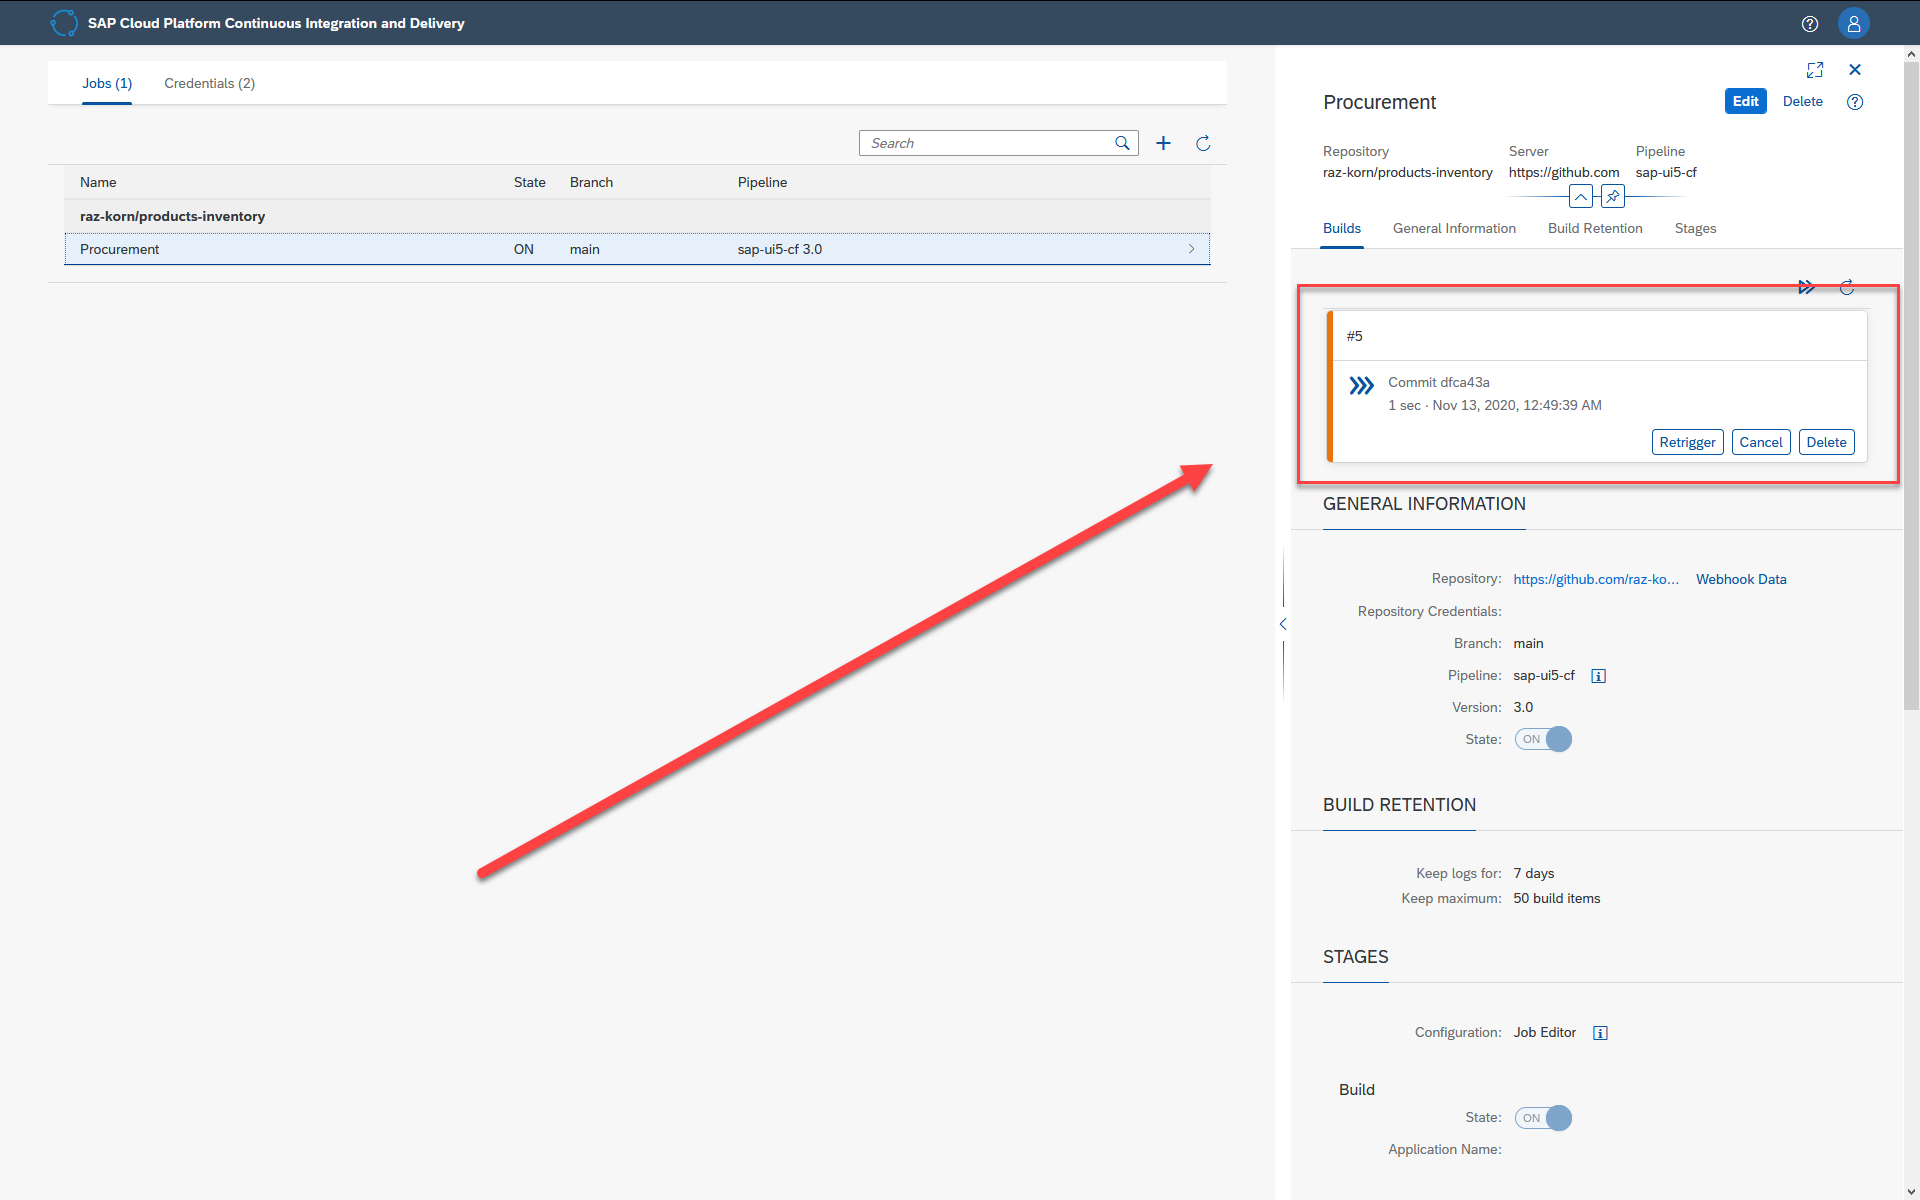 SAP Cloud Platform Continuous Integration and Delivery
Jobs (1)
Credentials (2)
Search
Name
State
Branch
Pipeline
raz-korn/products-inventory
Procurement
ON
main
sap-ui5-cf 3.0
Procurement
Edit
Delete
Repository
raz-korn/products-inventory
Server
https://github.com
Pipeline
sap-ui5-cf
Builds
General Information
Build Retention
Stages
#5
Commit dfca43a
1 sec · Nov 13, 2020, 12:49:39 AM
Retrigger
Cancel
Delete
GENERAL INFORMATION
Repository: https://github.com/raz-ko... Webhook Data
Repository Credentials:
Branch: main
Pipeline: sap-ui5-cf
Version: 3.0
State: ON
BUILD RETENTION
Keep logs for: 7 days
Keep maximum: 50 build items
STAGES
Configuration: Job Editor
Build
State: ON
Application Name: